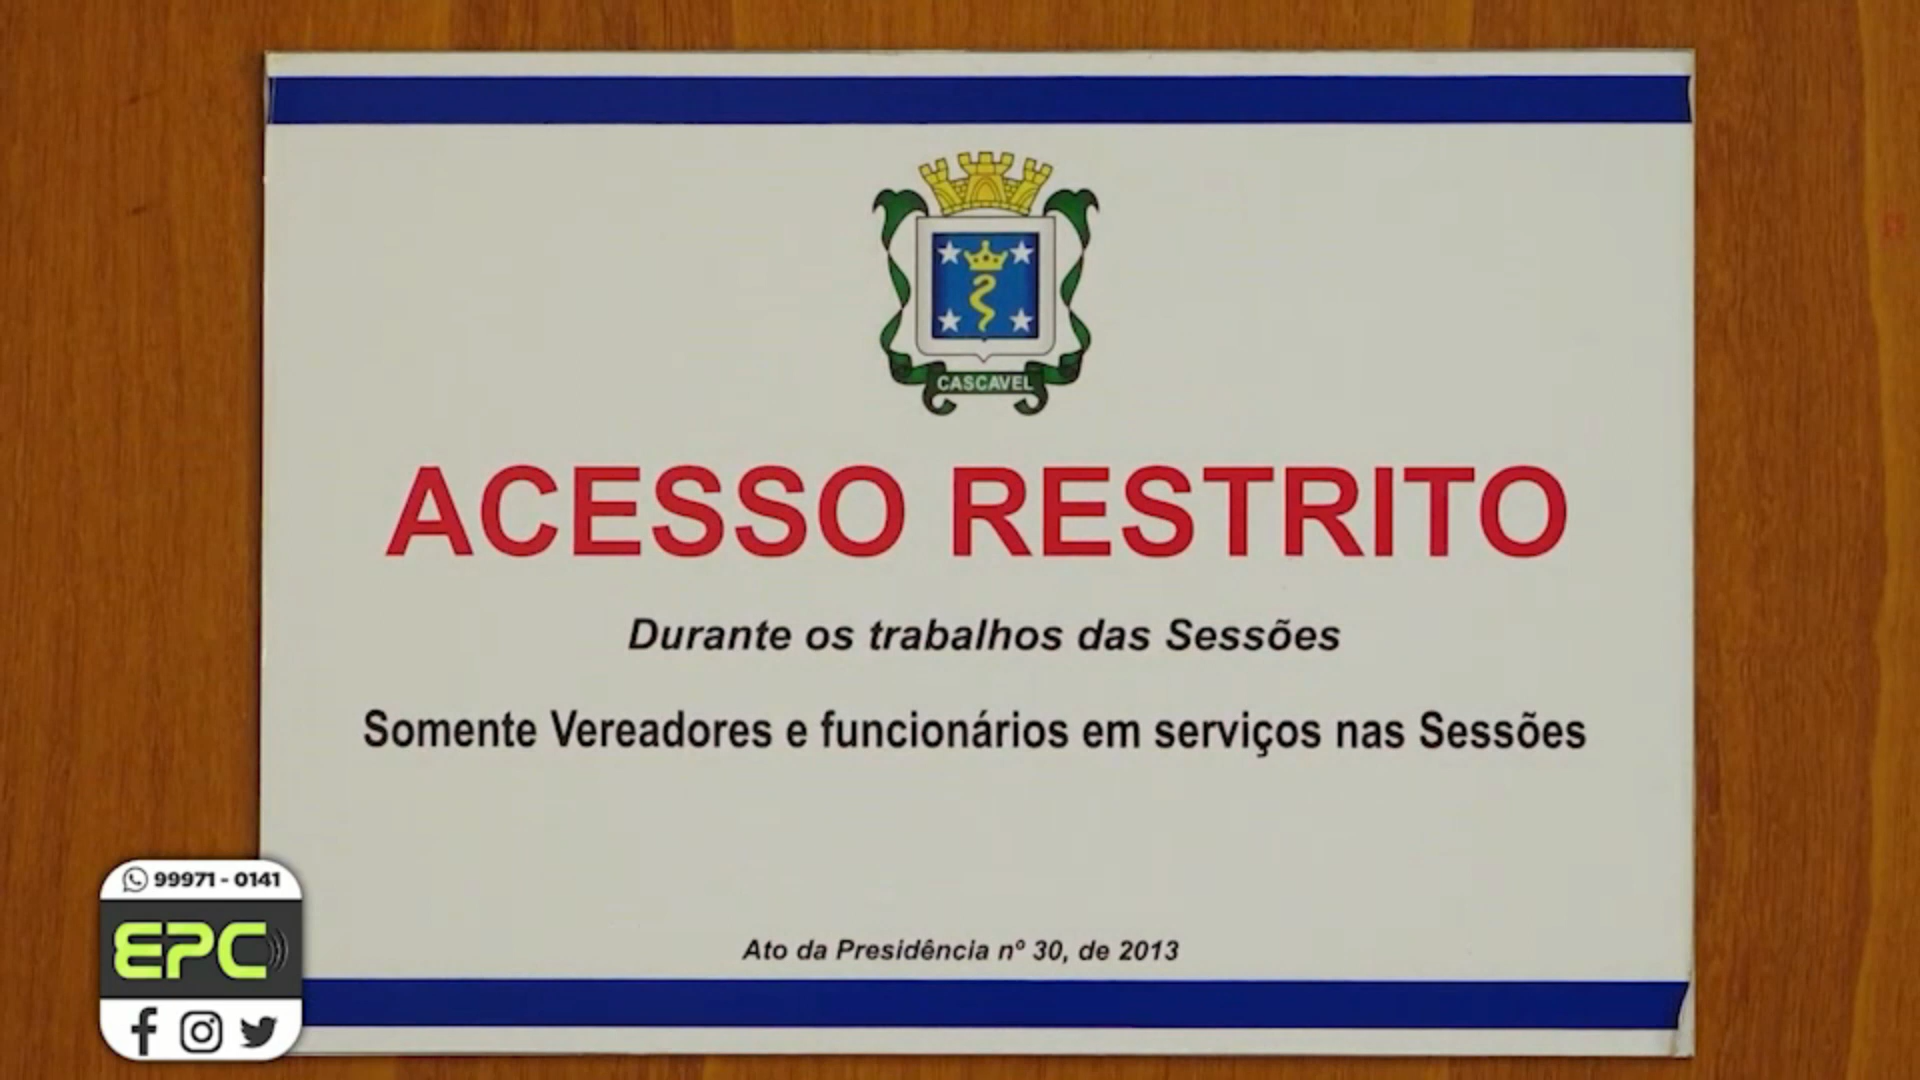 CASCAVEL
ACESSO RESTRITO
Durante os trabalhos das Sessões
Somente Vereadores e funcionários em serviços nas Sessões
Ato da Presidência nº 30, de 2013
99971 - 0141
EPC